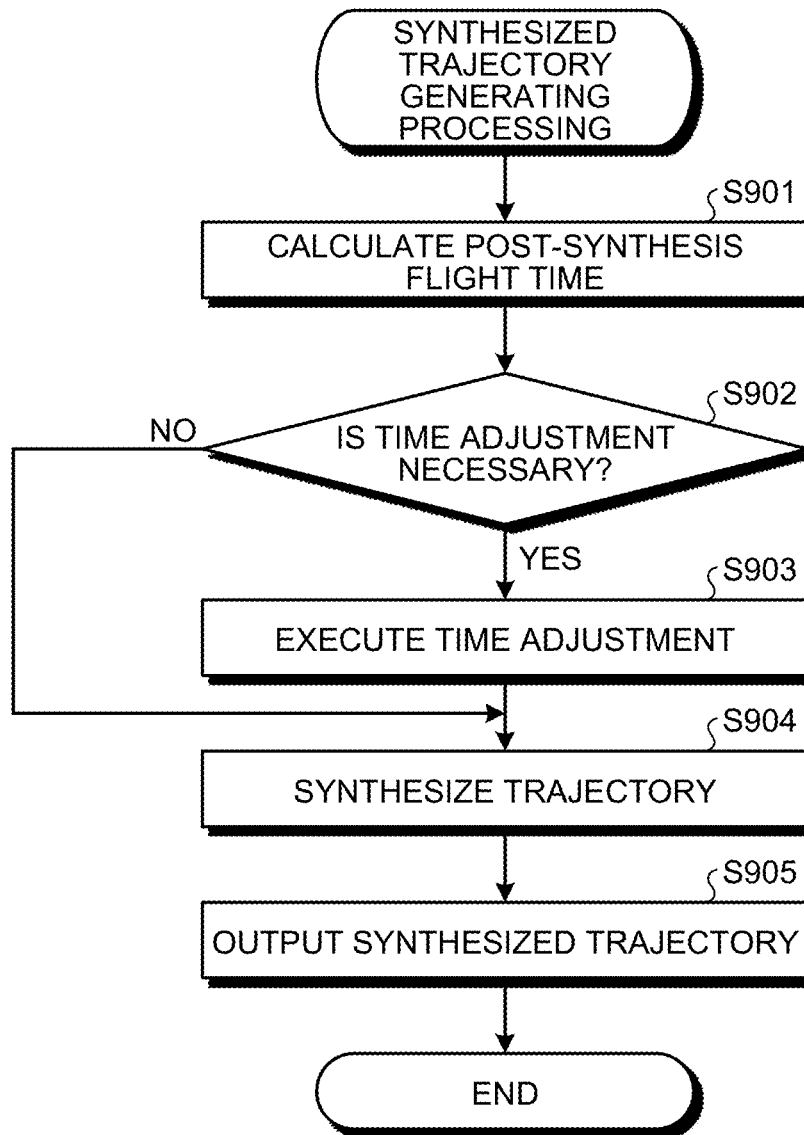 SYNTHESIZED
TRAJECTORY
GENERATING
PROCESSING
S901
CALCULATE POST-SYNTHESIS
FLIGHT TIME
S902
NO
IS TIME ADJUSTMENT
NECESSARY?
YES
S903
EXECUTE TIME ADJUSTMENT
S904
SYNTHESIZE TRAJECTORY
S905
OUTPUT SYNTHESIZED TRAJECTORY
END